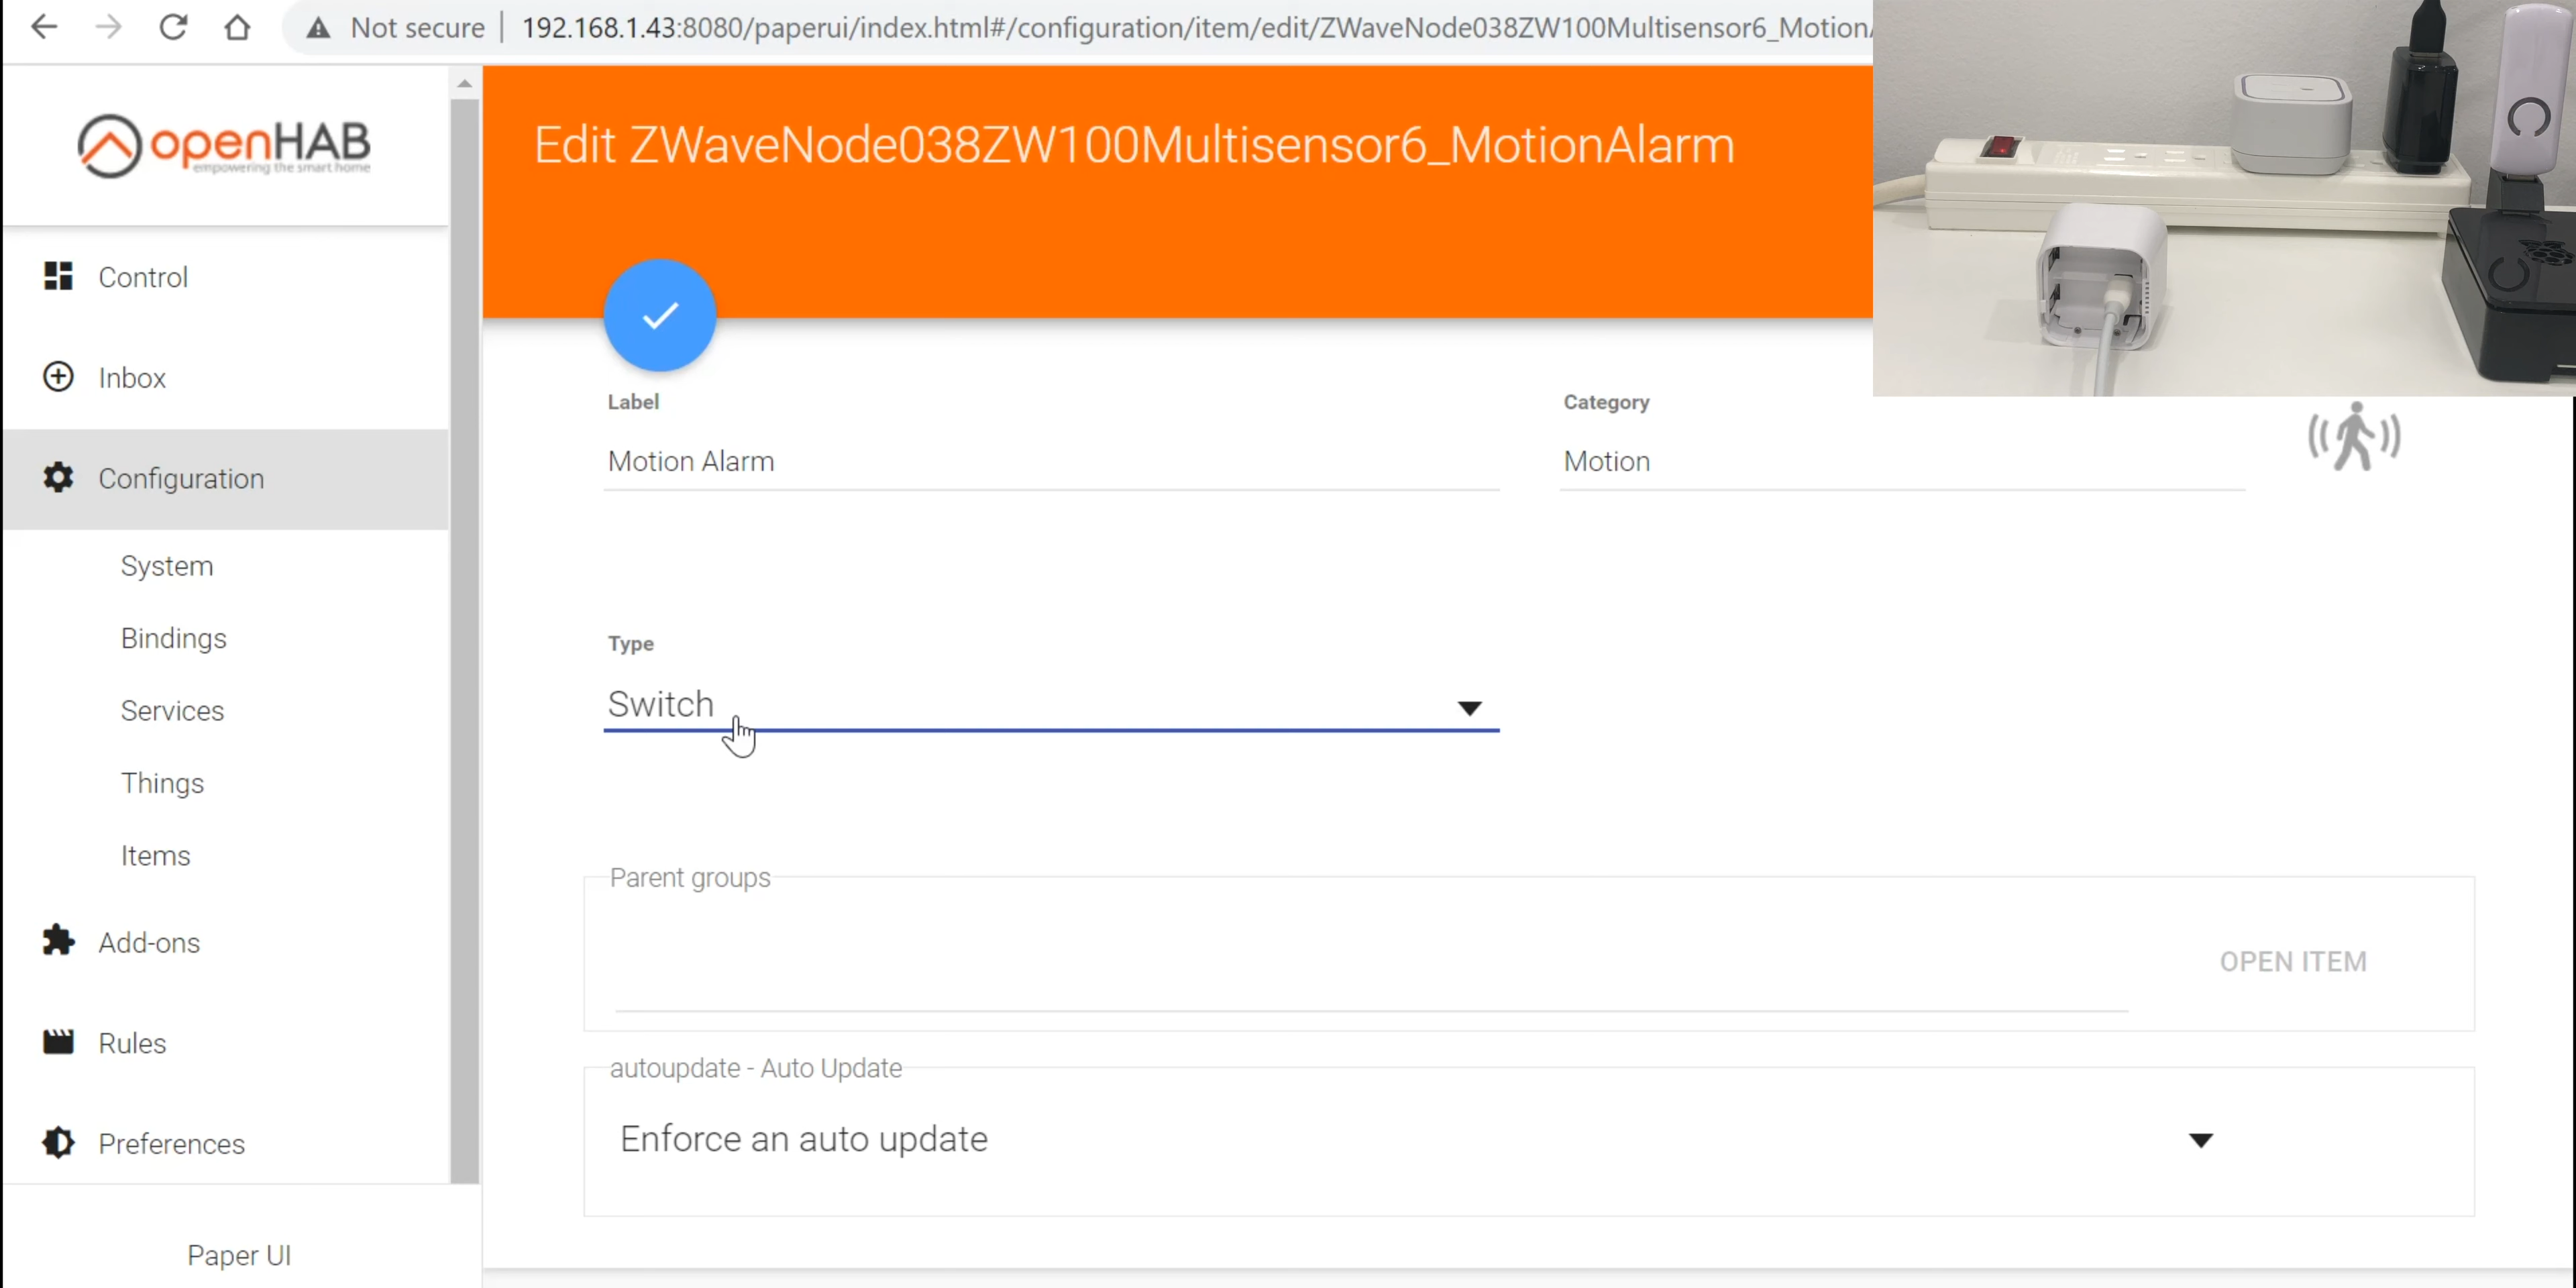 Not secure | 192.168.1.43:8080/paperui/index.html#/configuration/item/edit/ZWaveNode038ZW100Multisensor6_Motion
openHAB
empowering the smart home
Edit ZWaveNode038ZW100Multisensor6_MotionAlarm
Control
Inbox
Configuration
System
Bindings
Services
Things
Items
Add-ons
Rules
Preferences
Paper UI
Label
Motion Alarm
Category
Motion
Type
Switch
Parent groups
OPEN ITEM
autoupdate - Auto Update
Enforce an auto update